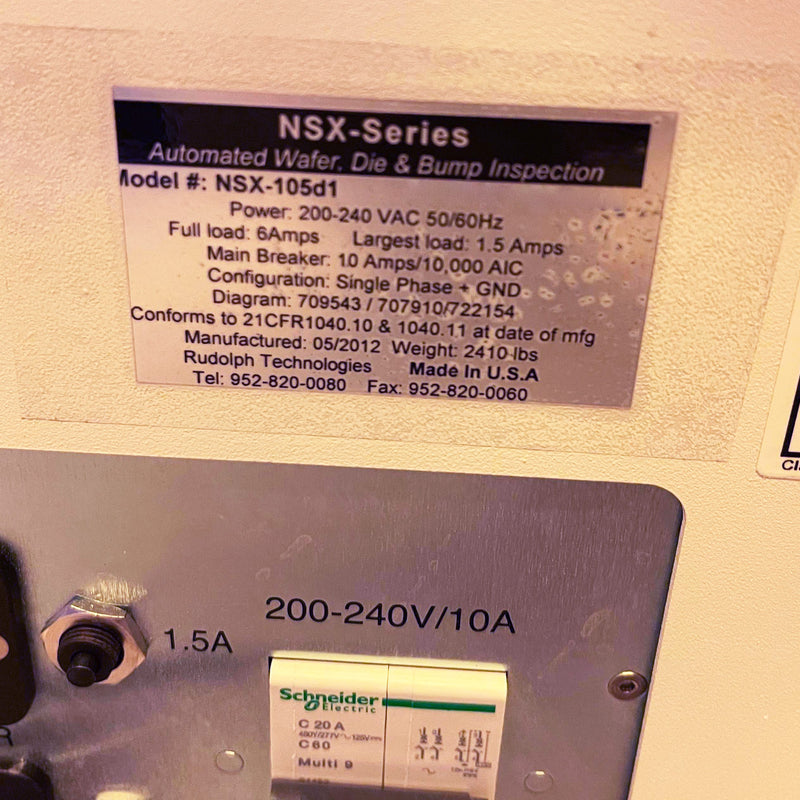 NSX-Series
Automated Wafer, Die & Bump Inspection
Model #: NSX-105d1
Power: 200-240 VAC 50/60Hz
Full load: 6Amps Largest load: 1.5 Amps
Main Breaker: 10 Amps/10,000 AIC
Configuration: Single Phase + GND
Diagram: 709543 / 707910/722154
Conforms to 21CFR1040.10 & 1040.11 at date of mfg
Manufactured: 05/2012 Weight: 2410 lbs
Rudolph Technologies Made In U.S.A
Tel: 952-820-0080 Fax: 952-820-0060
200-240V/10A
1.5A
Schneider
Electric
C 20 A
480Y/277V~ 125V
C60
Multi 9